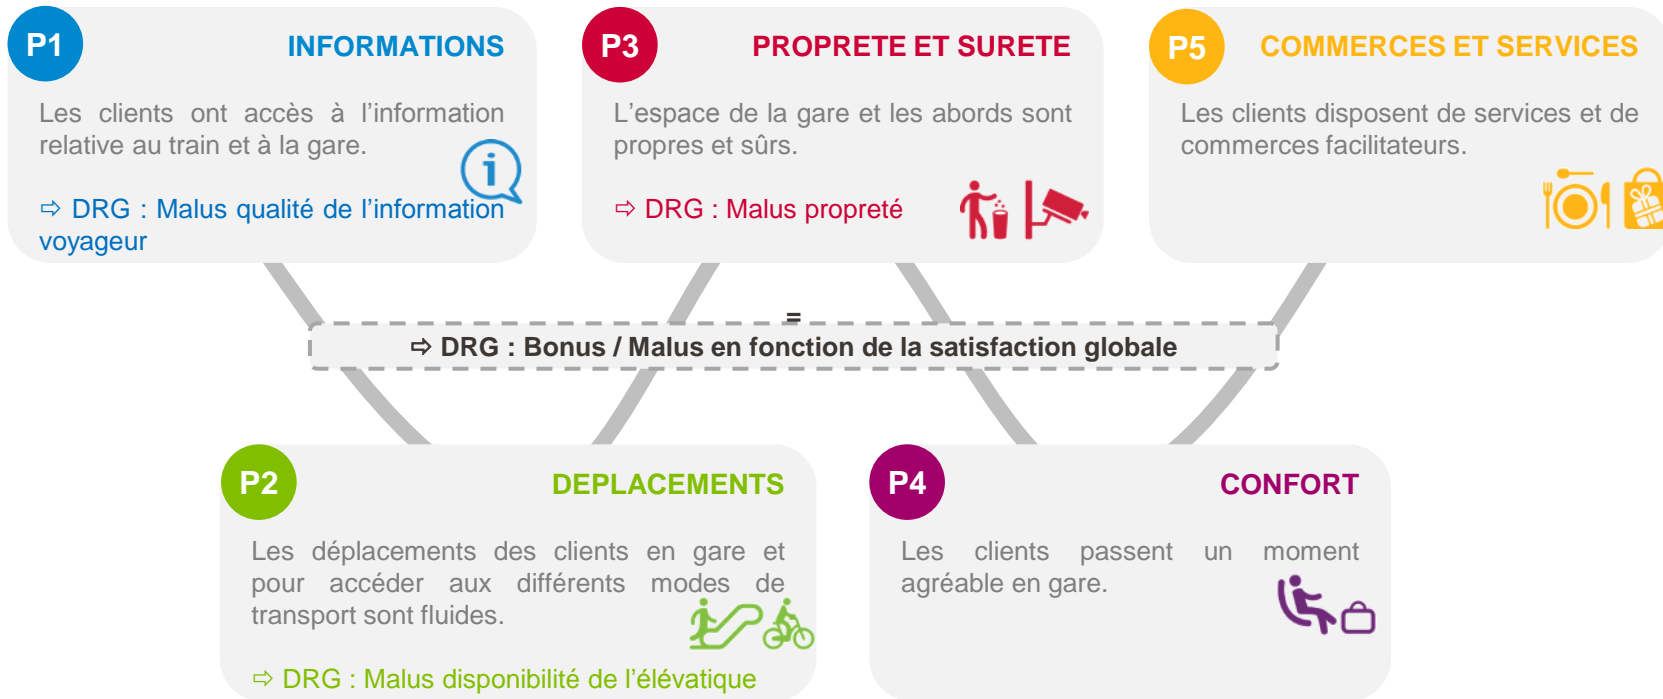 P1
INFORMATIONS
Les clients ont accès à l’information
relative au train et à la gare.
i
⇨ DRG : Malus qualité de l’information
voyageur
P3
PROPRETE ET SURETE
L’espace de la gare et les abords sont
propres et sûrs.
⇨ DRG : Malus propreté
P5
COMMERCES ET SERVICES
Les clients disposent de services et de
commerces facilitateurs.
=
⇨ DRG : Bonus / Malus en fonction de la satisfaction globale
P2
DEPLACEMENTS
Les déplacements des clients en gare et
pour accéder aux différents modes de
transport sont fluides.
⇨ DRG : Malus disponibilité de l’élévatique
P4
CONFORT
Les clients passent un moment
agréable en gare.